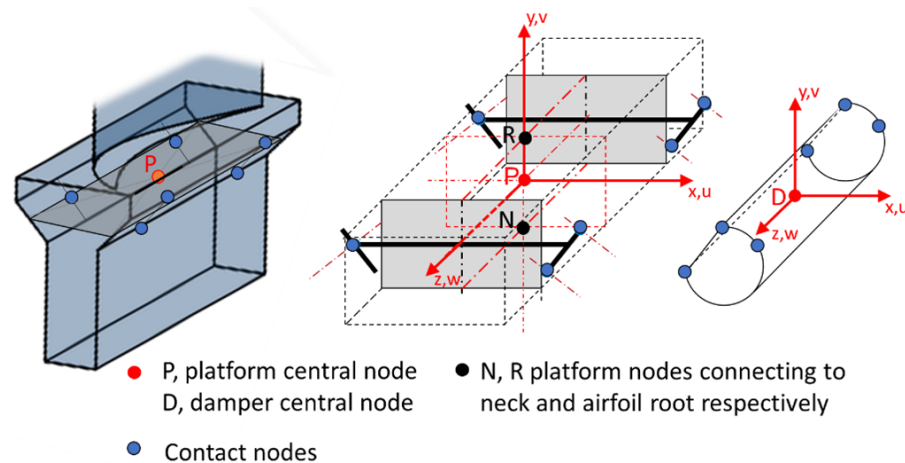 P
y,v
R
P
x,u
N
z,w
y,v
D
x,u
z,w
P, platform central node
D, damper central node
N, R platform nodes connecting to
neck and airfoil root respectively
Contact nodes